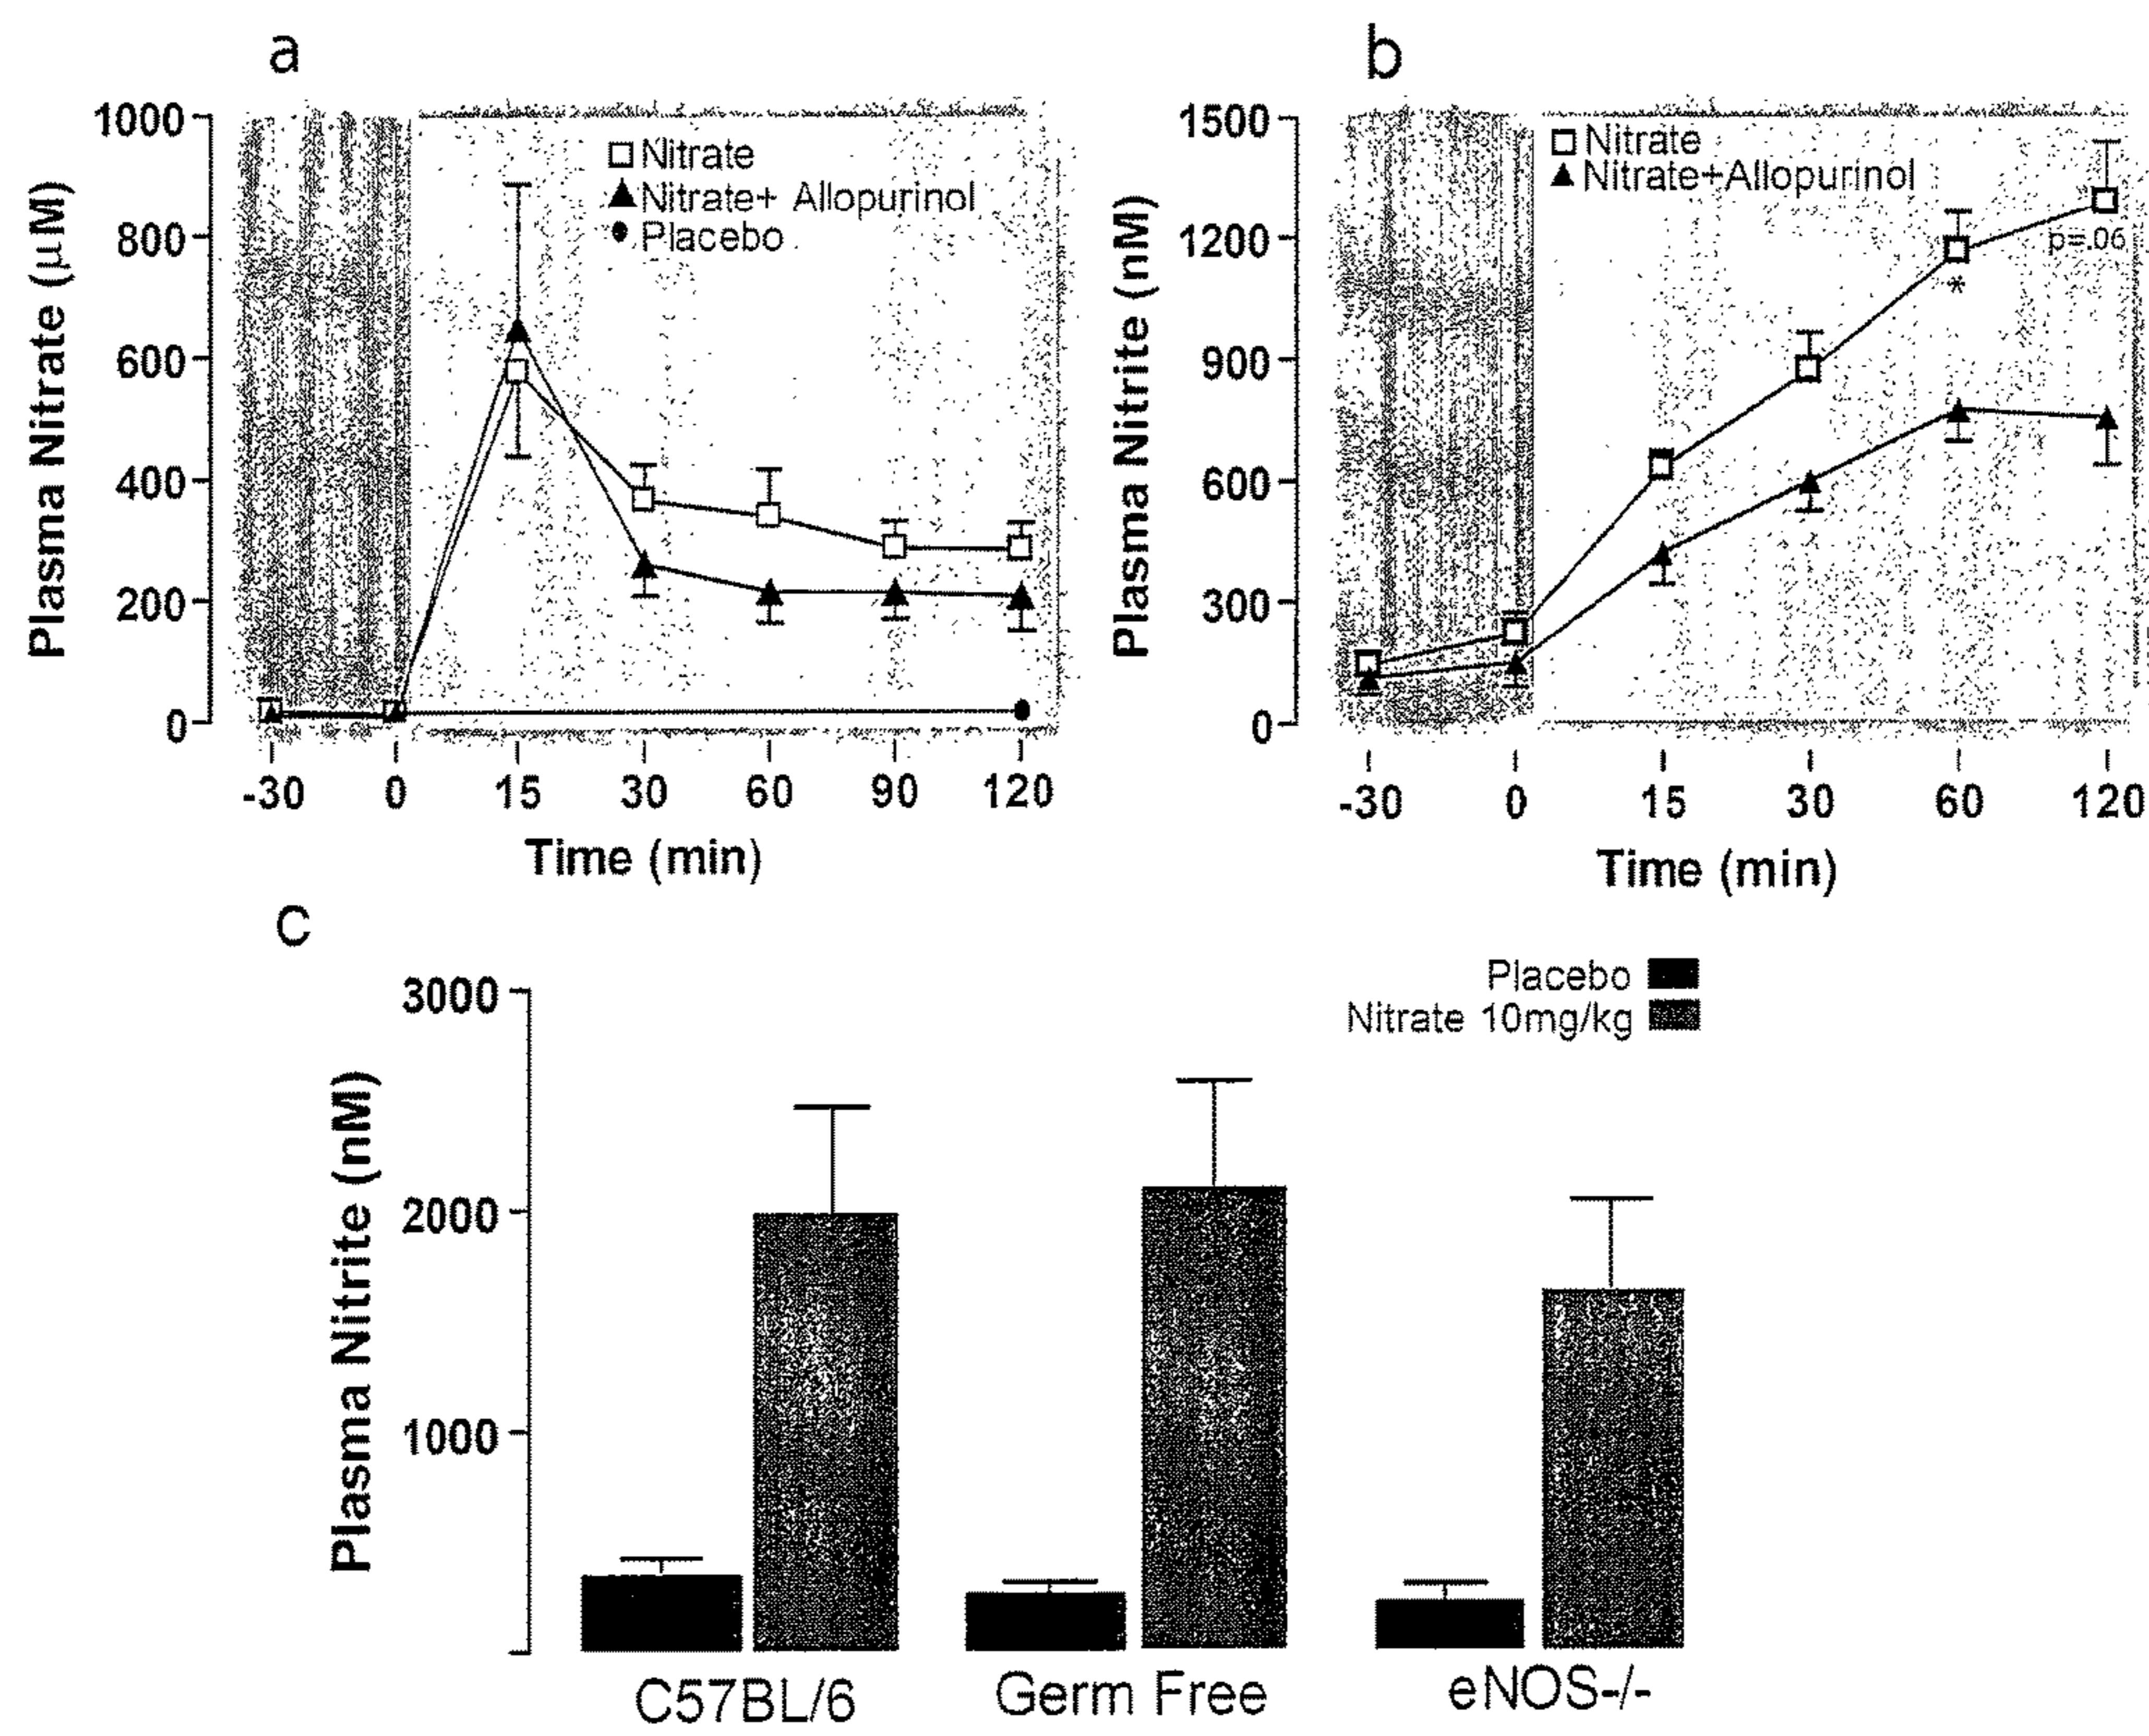 a
1000
800
600
400
200
0
Plasma Nitrate (μM)
Nitrate
Nitrate+ Allopurinol
Placebo
-30 0 15 30 60 90 120
Time (min)
b
1500
1200
900
600
300
0
Plasma Nitrite (nM)
Nitrate
Nitrate+Allopurinol
p=.06
*
-30 0 15 30 60 120
Time (min)
c
3000
2000
1000
Plasma Nitrite (nM)
Placebo
Nitrate 10mg/kg
C57BL/6 Germ Free eNOS-/-